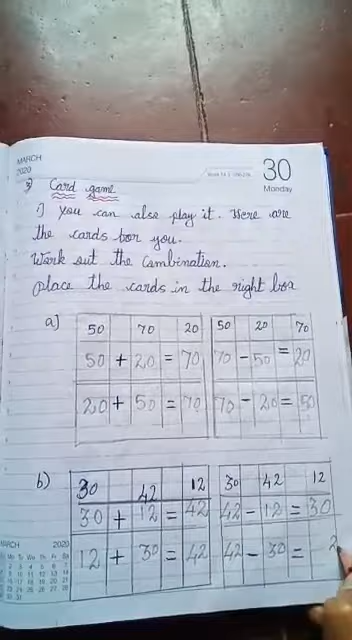 MARCH
2020
30
Monday
3) Card game
1) You can also play it. Here are
the cards for you.
Work out the Combination.
place the cards in the right box
a) 50 70 20 50 20 70
50 + 20 = 70 70 - 50 = 20
20 + 50 = 70 70 - 20 = 50
b) 30 42 12 30 42 12
30 + 12 = 42 42 - 12 = 30
12 + 30 = 42 42 - 30 = 2
MARCH 2020